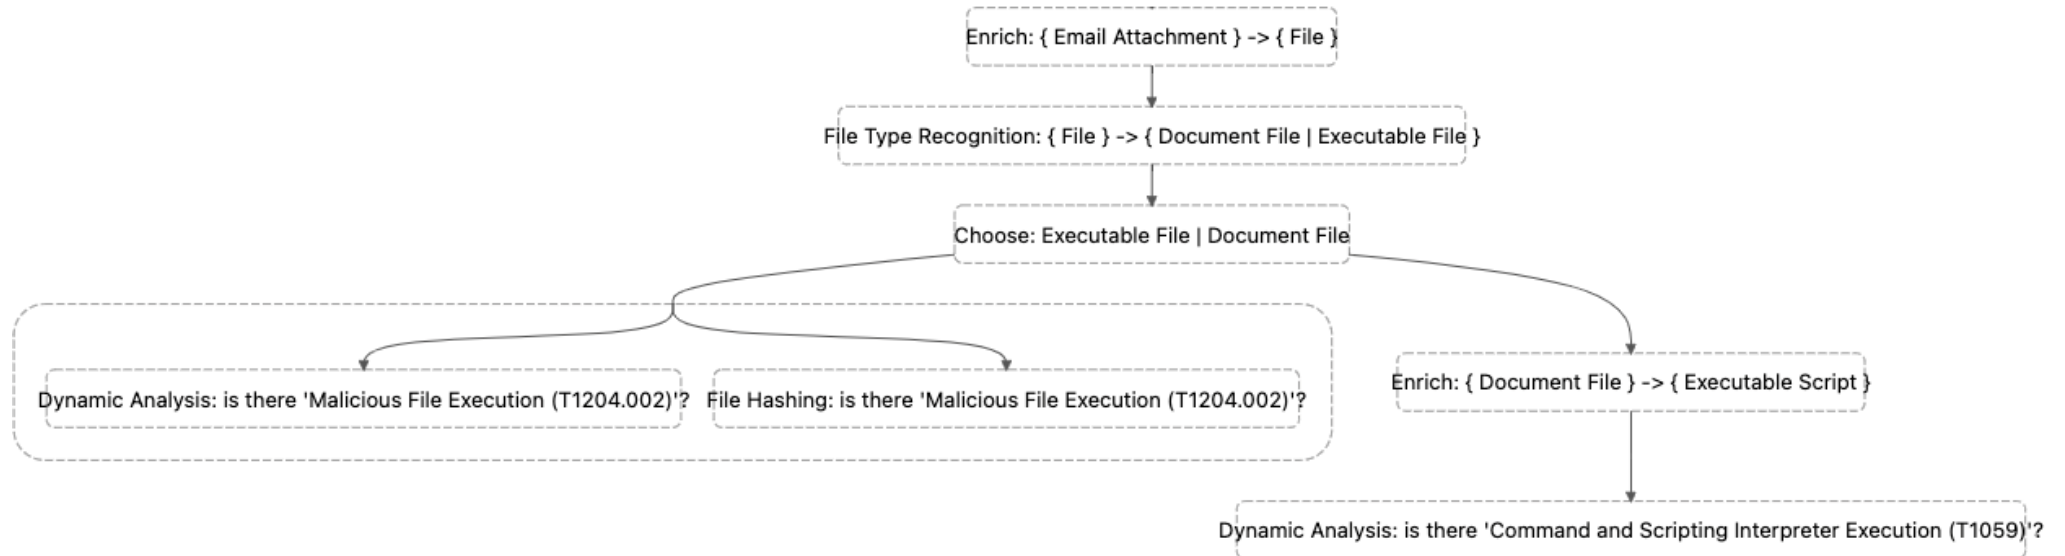 Enrich: { Email Attachment } -> { File }
File Type Recognition: { File } -> { Document File | Executable File }
Choose: Executable File | Document File
Dynamic Analysis: is there 'Malicious File Execution (T1204.002)'?
File Hashing: is there 'Malicious File Execution (T1204.002)'?
Enrich: { Document File } -> { Executable Script }
Dynamic Analysis: is there 'Command and Scripting Interpreter Execution (T1059)'?